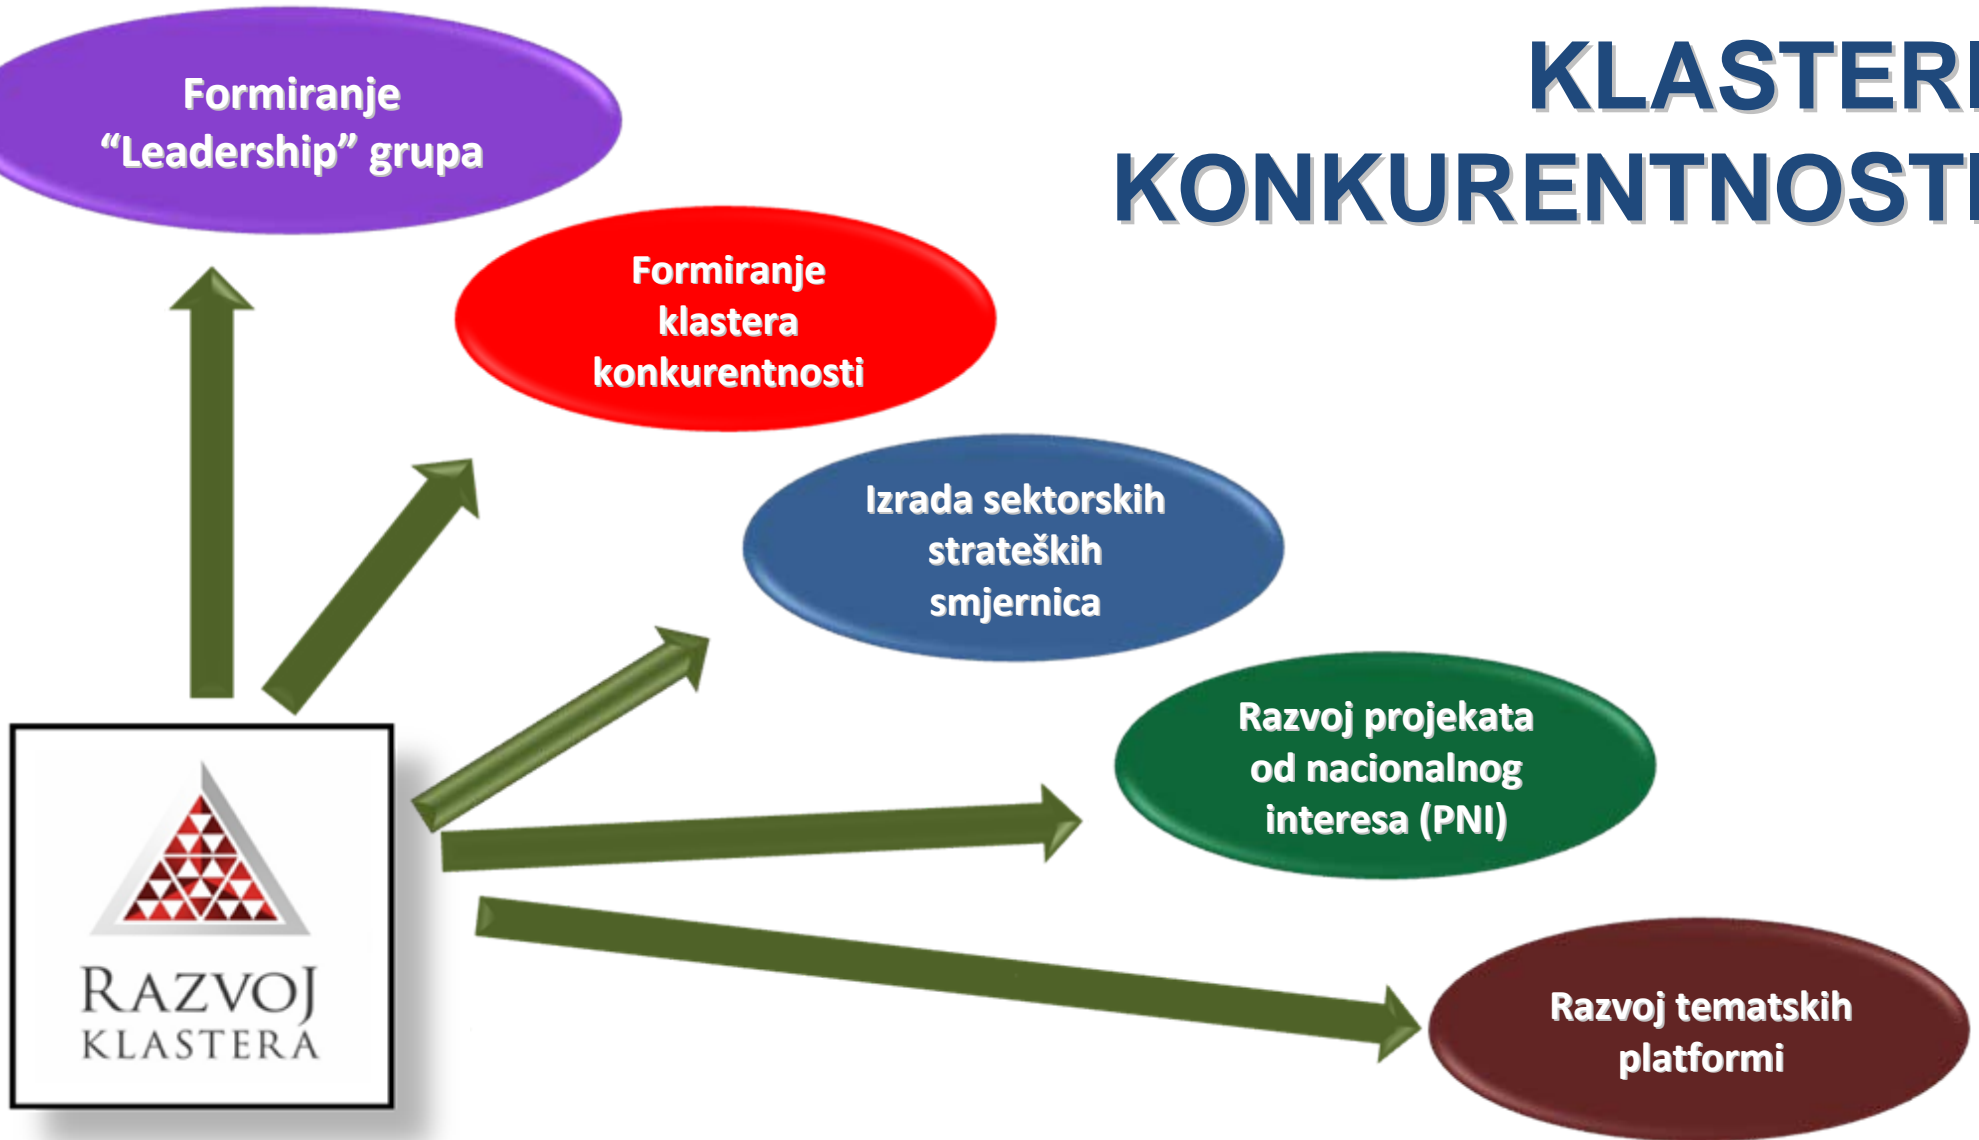 KLASTERI
KONKURENTNOSTI
Formiranje
“Leadership” grupa
Formiranje
klastera
konkurentnosti
Izrada sektorskih
strateških
smjernica
Razvoj projekata
od nacionalnog
interesa (PNI)
Razvoj tematskih
platformi
RAZVOJ
KLASTERA